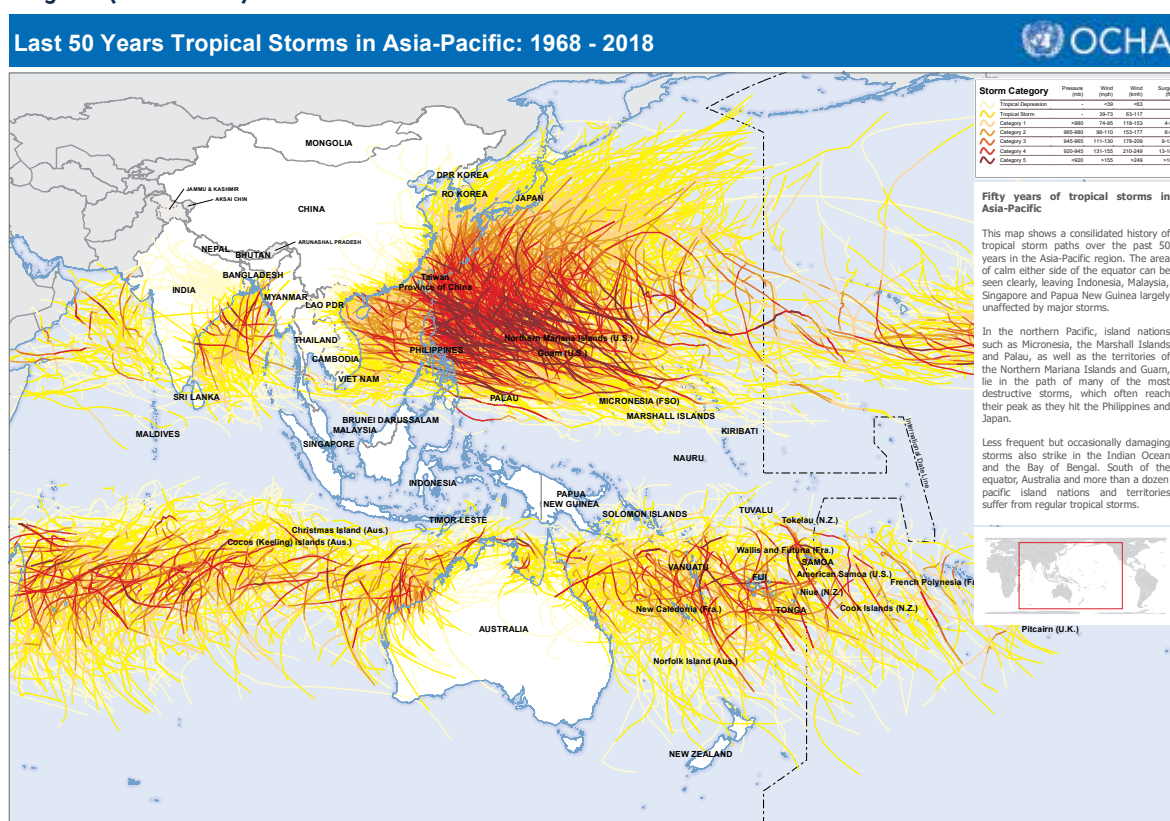 Last 50 Years Tropical Storms in Asia-Pacific: 1968 - 2018
OCHA
Storm Category
Pressure (mb)
Wind (mph)
Wind (kmh)
Tropical Depression - <39 <63
Tropical Storm - 39-73 63-117
Category 1 >980 74-95 118-153
Category 2 965-980 96-110 153-177
Category 3 945-965 111-130 178-209
Category 4 920-945 131-155 210-249
Category 5 <920 >155 >249
Fifty years of tropical storms in
Asia-Pacific
This map shows a consilidated history of
tropical storm paths over the past 50
years in the Asia-Pacific region. The area
of calm either side of the equator can be
seen clearly, leaving Indonesia, Malaysia,
Singapore and Papua New Guinea largely
unaffected by major storms.
In the northern Pacific, island nations
such as Micronesia, the Marshall Islands
and Palau, as well as the territories of
the Northern Mariana Islands and Guam,
lie in the path of many of the most
destructive storms, which often reach
their peak as they hit the Philippines and
Japan.
Less frequent but occasionally damaging
storms also strike in the Indian Ocean
and the Bay of Bengal. South of the
equator, Australia and more than a dozen
pacific island nations and territories
suffer from regular tropical storms.
MONGOLIA
DPR KOREA
RO KOREA
JAPAN
JAMMU & KASHMIR
AKSAI CHIN
CHINA
ARUNASHAL PRADESH
NEPAL
BHUTAN
BANGLADESH
INDIA
MYANMAR
LAO PDR
Taiwan
Province of China
THAILAND
CAMBODIA
VIET NAM
PHILIPPINES
Northern Mariana Islands (U.S.)
Guam (U.S.)
SRI LANKA
MALDIVES
PALAU
MICRONESIA (FSO)
MARSHALL ISLANDS
KIRIBATI
BRUNEI DARUSSALAM
MALAYSIA
SINGAPORE
NAURU
International Date Line
INDONESIA
PAPUA
NEW GUINEA
TIMOR-LESTE
SOLOMON ISLANDS
TUVALU
Tokelau (N.Z.)
Christmas Island (Aus.)
Cocos (Keeling) islands (Aus.)
Wallis and Futuna (Fra.)
VANUATU
SAMOA
FIJI
American Samoa (U.S.)
French Polynesia
Niue (N.Z.)
New Caledonia (Fra.)
TONGA
Cook Islands (N.Z.)
AUSTRALIA
Pitcairn (U.K.)
Norfolk Island (Aus.)
NEW ZEALAND